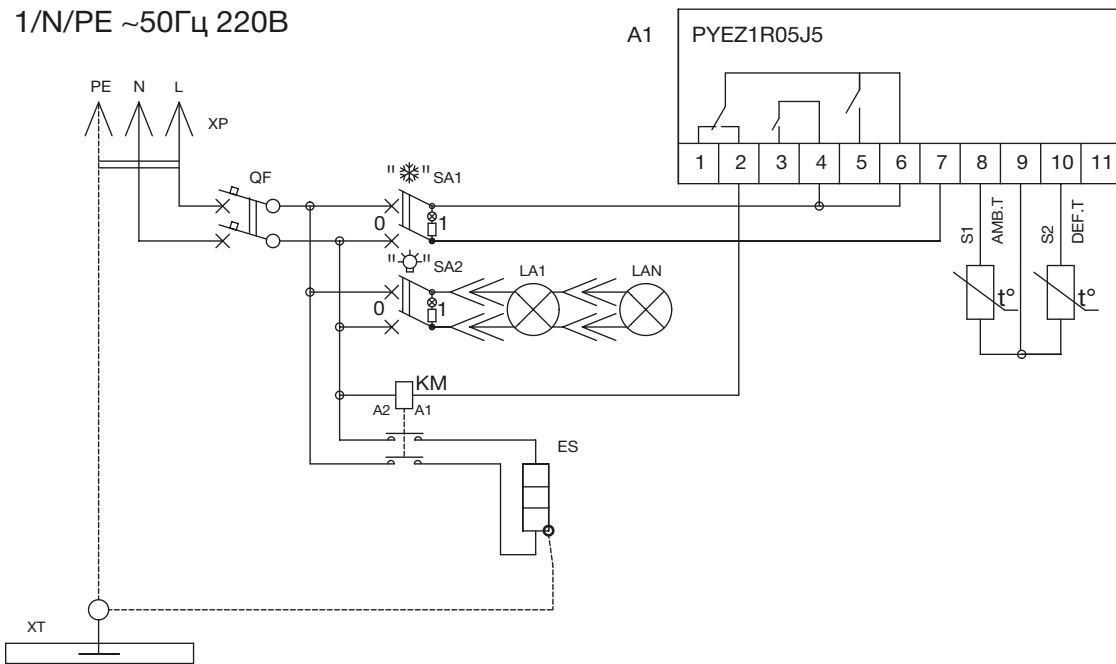 1/N/PE ~50Гц 220В
A1 PYEZ1R05J5
PE N L
XP
1 2 3 4 5 6 7 8 9 10 11
QF
" " SA1
0 1
S1 AMB.T S2 DEF.T
" " SA2 LA1 LAN
0 1
t° t°
KM
A2 A1
ES
XT